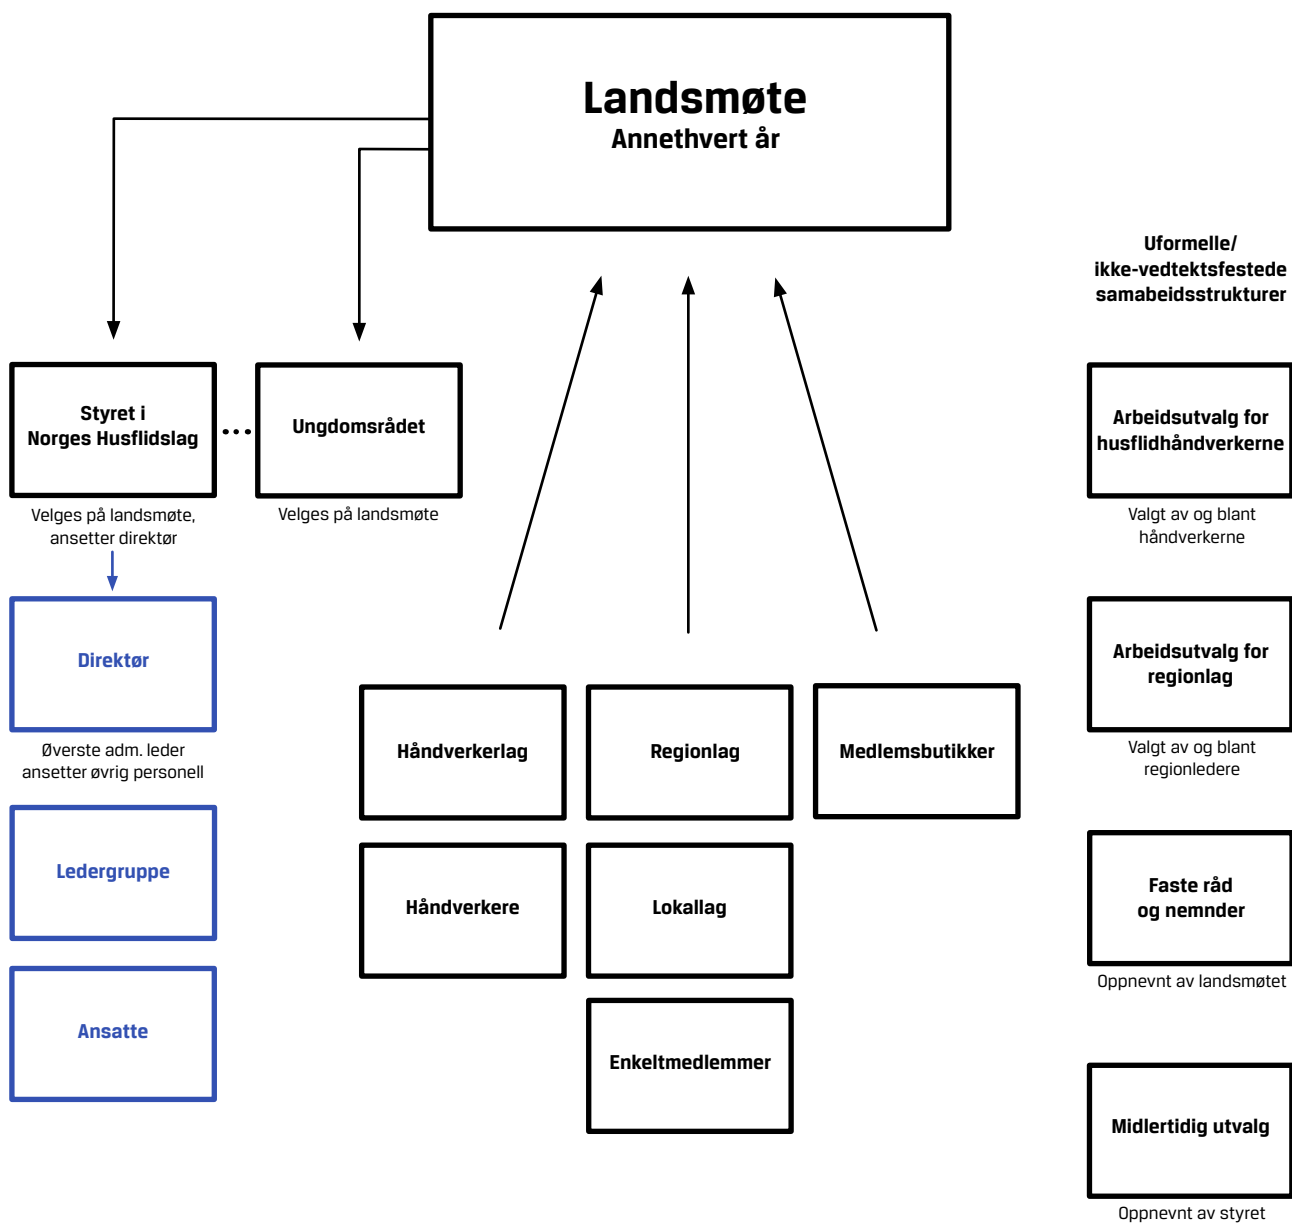 Landsmøte
Annethvert år
Uformelle/
ikke-vedtektsfestede
samabeidsstrukturer
Styret i
Norges Husflidslag
Velges på landsmøte,
ansetter direktør
Ungdomsrådet
Velges på landsmøte
Direktør
Øverste adm. leder
ansetter øvrig personell
Ledergruppe
Ansatte
Håndverkerlag
Håndverkere
Regionlag
Lokallag
Enkeltmedlemmer
Medlemsbutikker
Arbeidsutvalg for
husflidhåndverkerne
Valgt av og blant
håndverkerne
Arbeidsutvalg for
regionlag
Valgt av og blant
regionledere
Faste råd
og nemnder
Oppnevnt av landsmøtet
Midlertidig utvalg
Oppnevnt av styret